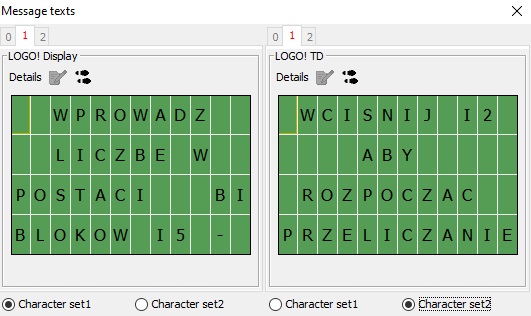 Message texts
0 1 2
0 1 2
LOGO! Display
Details
WPROWADZ
LICZBE W
POSTACI BI
BLOKOW I5 -
LOGO! TD
Details
WCISNIJ I2
ABY
ROZPOCZAC
PRZELICZANIE
Character set1 Character set2
Character set1 Character set2